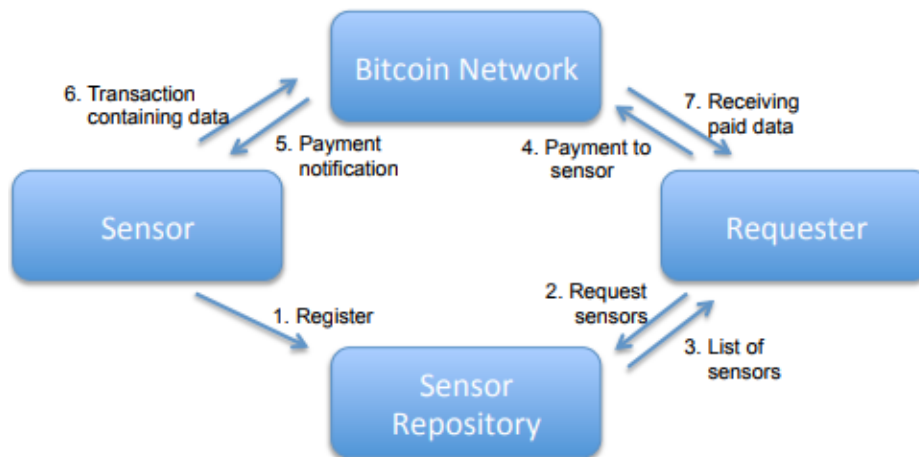 Bitcoin Network
6. Transaction
containing data
7. Receiving
paid data
5. Payment
notification
4. Payment to
sensor
Sensor
Requester
1. Register
2. Request
sensors
3. List of
sensors
Sensor
Repository